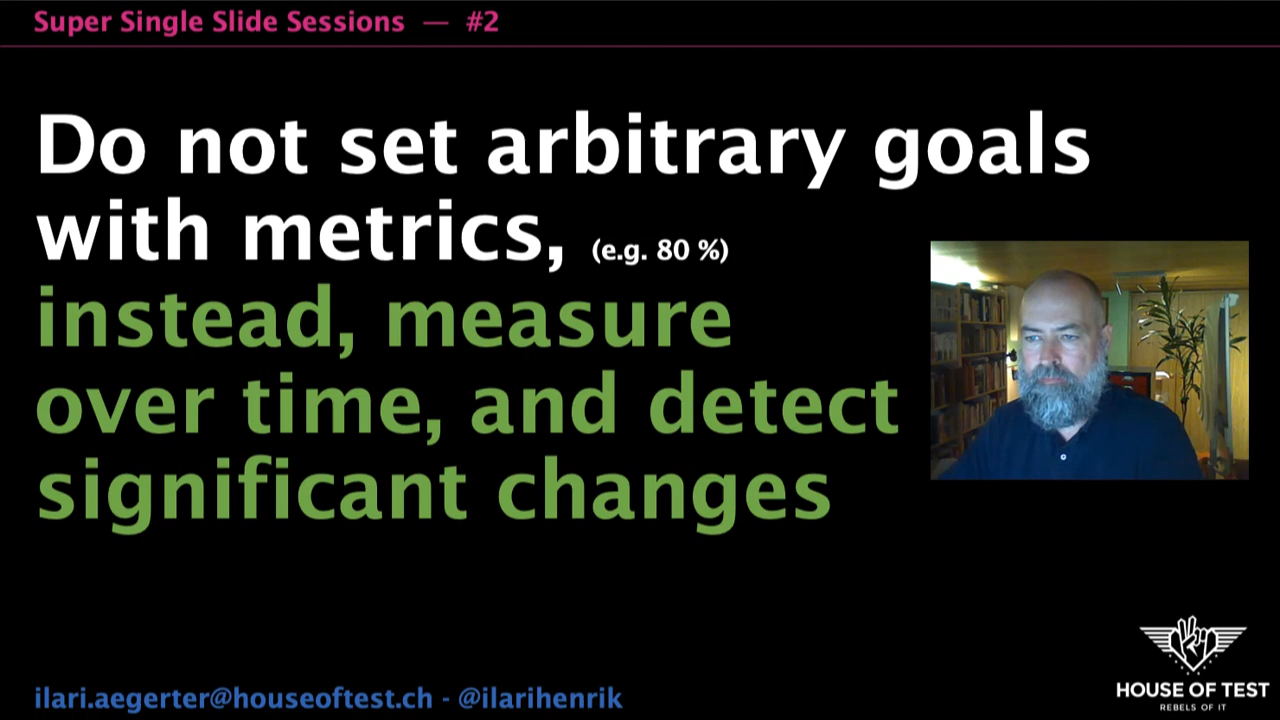 Super Single Slide Sessions — #2
Do not set arbitrary goals
with metrics, (e.g. 80 %)
instead, measure
over time, and detect
significant changes
ilari.aegerter@houseoftest.ch - @ilarihenrik
HOUSE OF TEST
REBELS OF IT